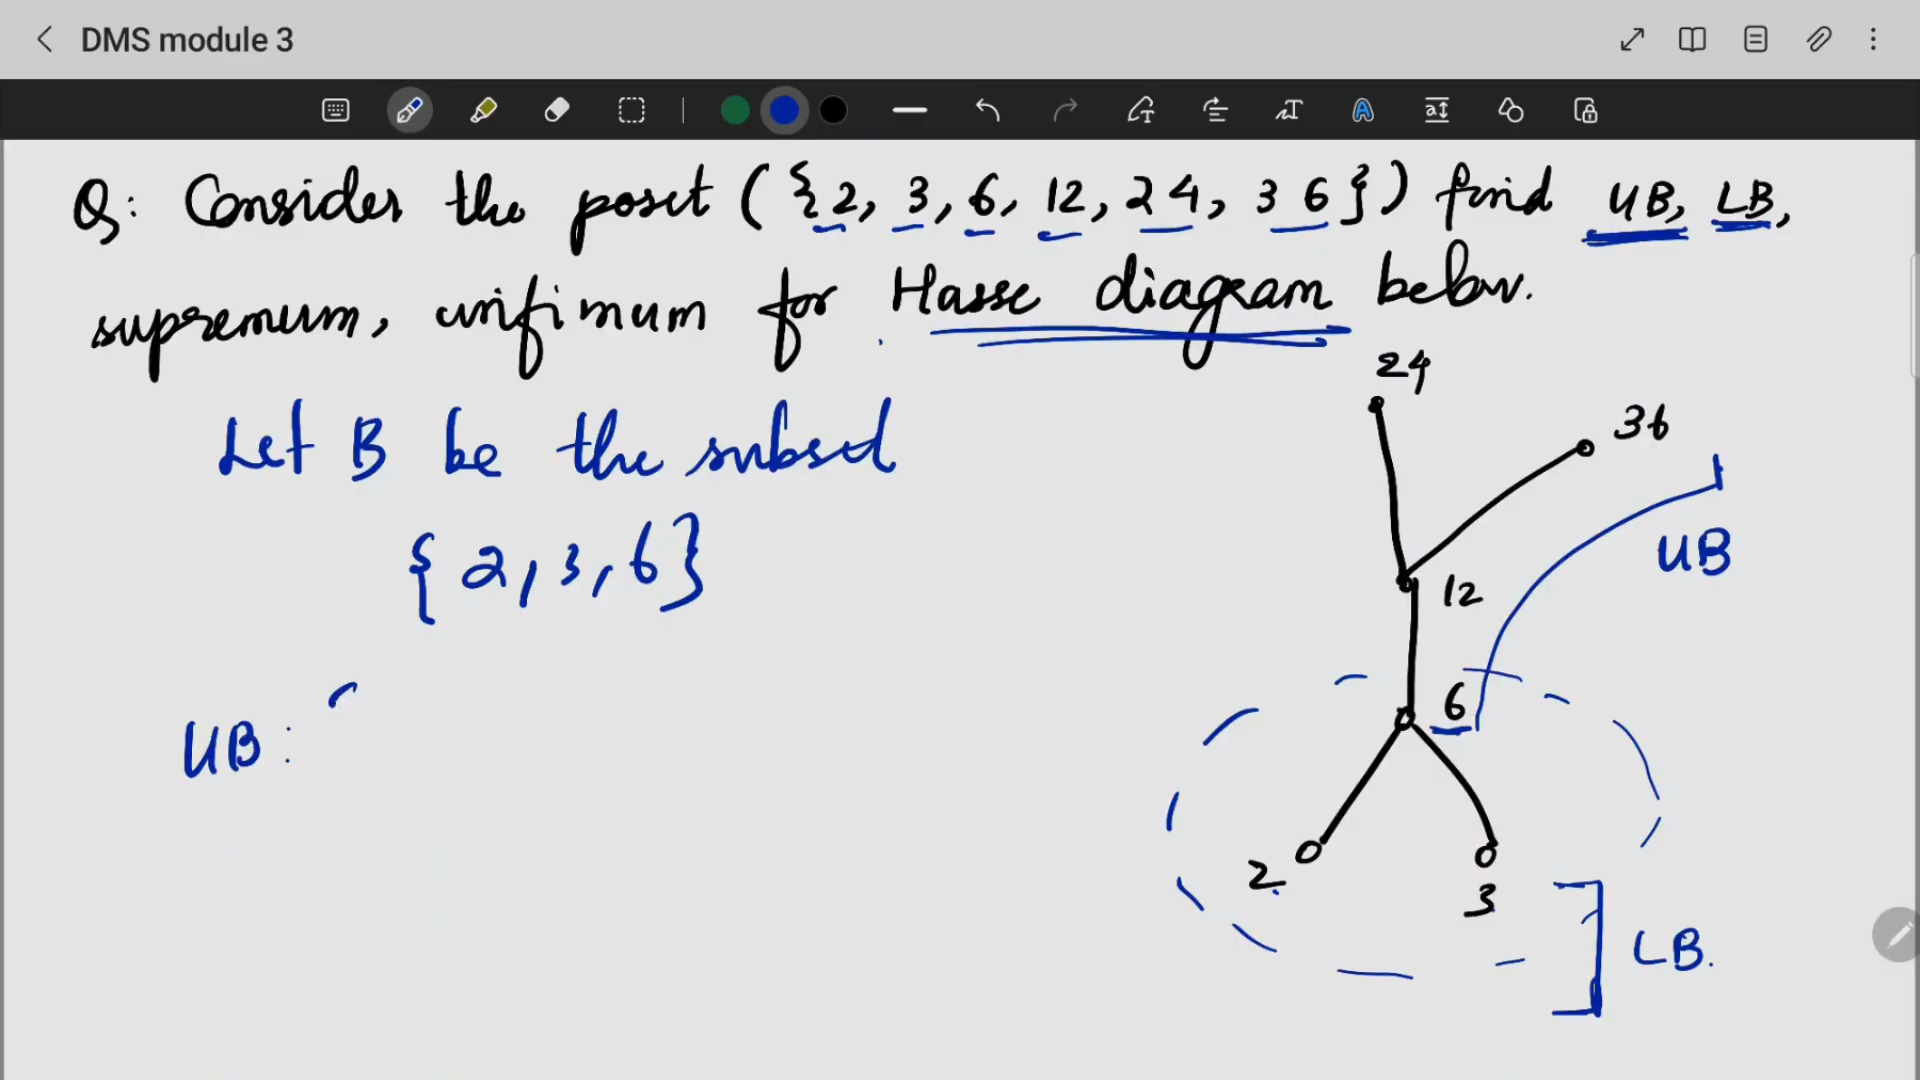 DMS module 3
Q: Consider the poset ({2, 3, 6, 12, 24, 36}) find UB, LB,
supremum, infimum for Hasse diagram below.
24
36
Let B be the subset
{2, 3, 6}
UB
12
6
UB :
2
3
LB.